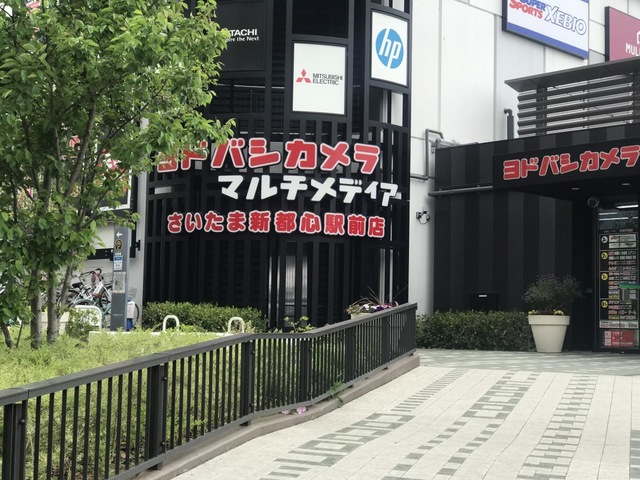 HITACHI
Inspire the Next
MITSUBISHI
ELECTRIC
hp
SUPER
SPORTS XEBIO
MUJ
ヨドバシカメラ
マルチメディア
さいたま新都心駅前店
ヨドバシカメラ